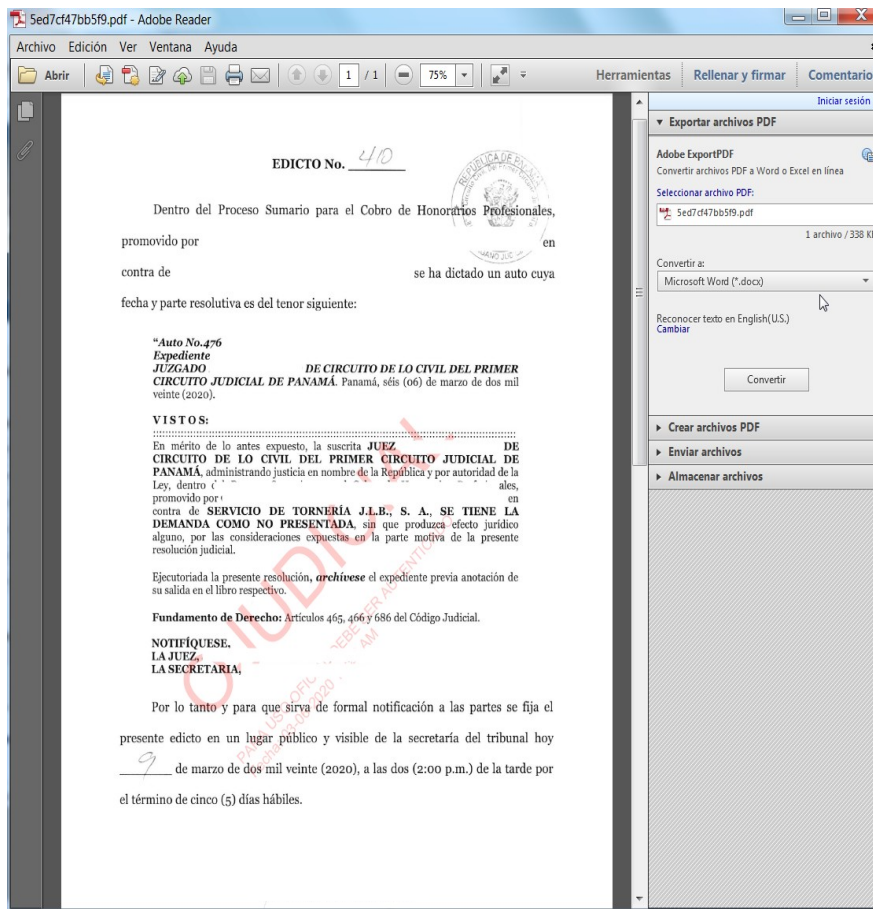 5ed7cf47bb5f9.pdf - Adobe Reader
Archivo Edición Ver Ventana Ayuda
Abrir 1 / 1 75% Herramientas Rellenar y firmar Comentario
Iniciar sesión
Exportar archivos PDF
Adobe ExportPDF
Convertir archivos PDF a Word o Excel en línea
Seleccionar archivo PDF:
5ed7cf47bb5f9.pdf
1 archivo / 338 K
Convertir a:
Microsoft Word (*.docx)
Reconocer texto en English(U.S.)
Cambiar
Convertir
Crear archivos PDF
Enviar archivos
Almacenar archivos
EDICTO No. 410
REPÚBLICA DE
Dentro del Proceso Sumario para el Cobro de Honorarios Profesionales,
promovido por en
contra de se ha dictado un auto cuya
fecha y parte resolutiva es del tenor siguiente:
"Auto No.476
Expediente
JUZGADO DE CIRCUITO DE LO CIVIL DEL PRIMER
CIRCUITO JUDICIAL DE PANAMÁ. Panamá, séis (06) de marzo de dos mil
veinte (2020).
V I S T O S:
En mérito de lo antes expuesto, la suscrita JUEZ DE
CIRCUITO DE LO CIVIL DEL PRIMER CIRCUITO JUDICIAL DE
PANAMÁ, administrando justicia en nombre de la República y por autoridad de la
Ley, dentro ales,
promovido por en
contra de SERVICIO DE TORNERÍA J.L.B., S. A., SE TIENE LA
DEMANDA COMO NO PRESENTADA, sin que produzca efecto jurídico
alguno, por las consideraciones expuestas en la parte motiva de la presente
resolución judicial.
Ejecutoriada la presente resolución, archívese el expediente previa anotación de
su salida en el libro respectivo.
Fundamento de Derecho: Artículos 465, 466 y 686 del Código Judicial.
NOTIFÍQUESE,
LA JUEZ,
LA SECRETARIA,
Por lo tanto y para que sirva de formal notificación a las partes se fija el
presente edicto en un lugar público y visible de la secretaría del tribunal hoy
9 de marzo de dos mil veinte (2020), a las dos (2:00 p.m.) de la tarde por
el término de cinco (5) días hábiles.
O JUDICIA